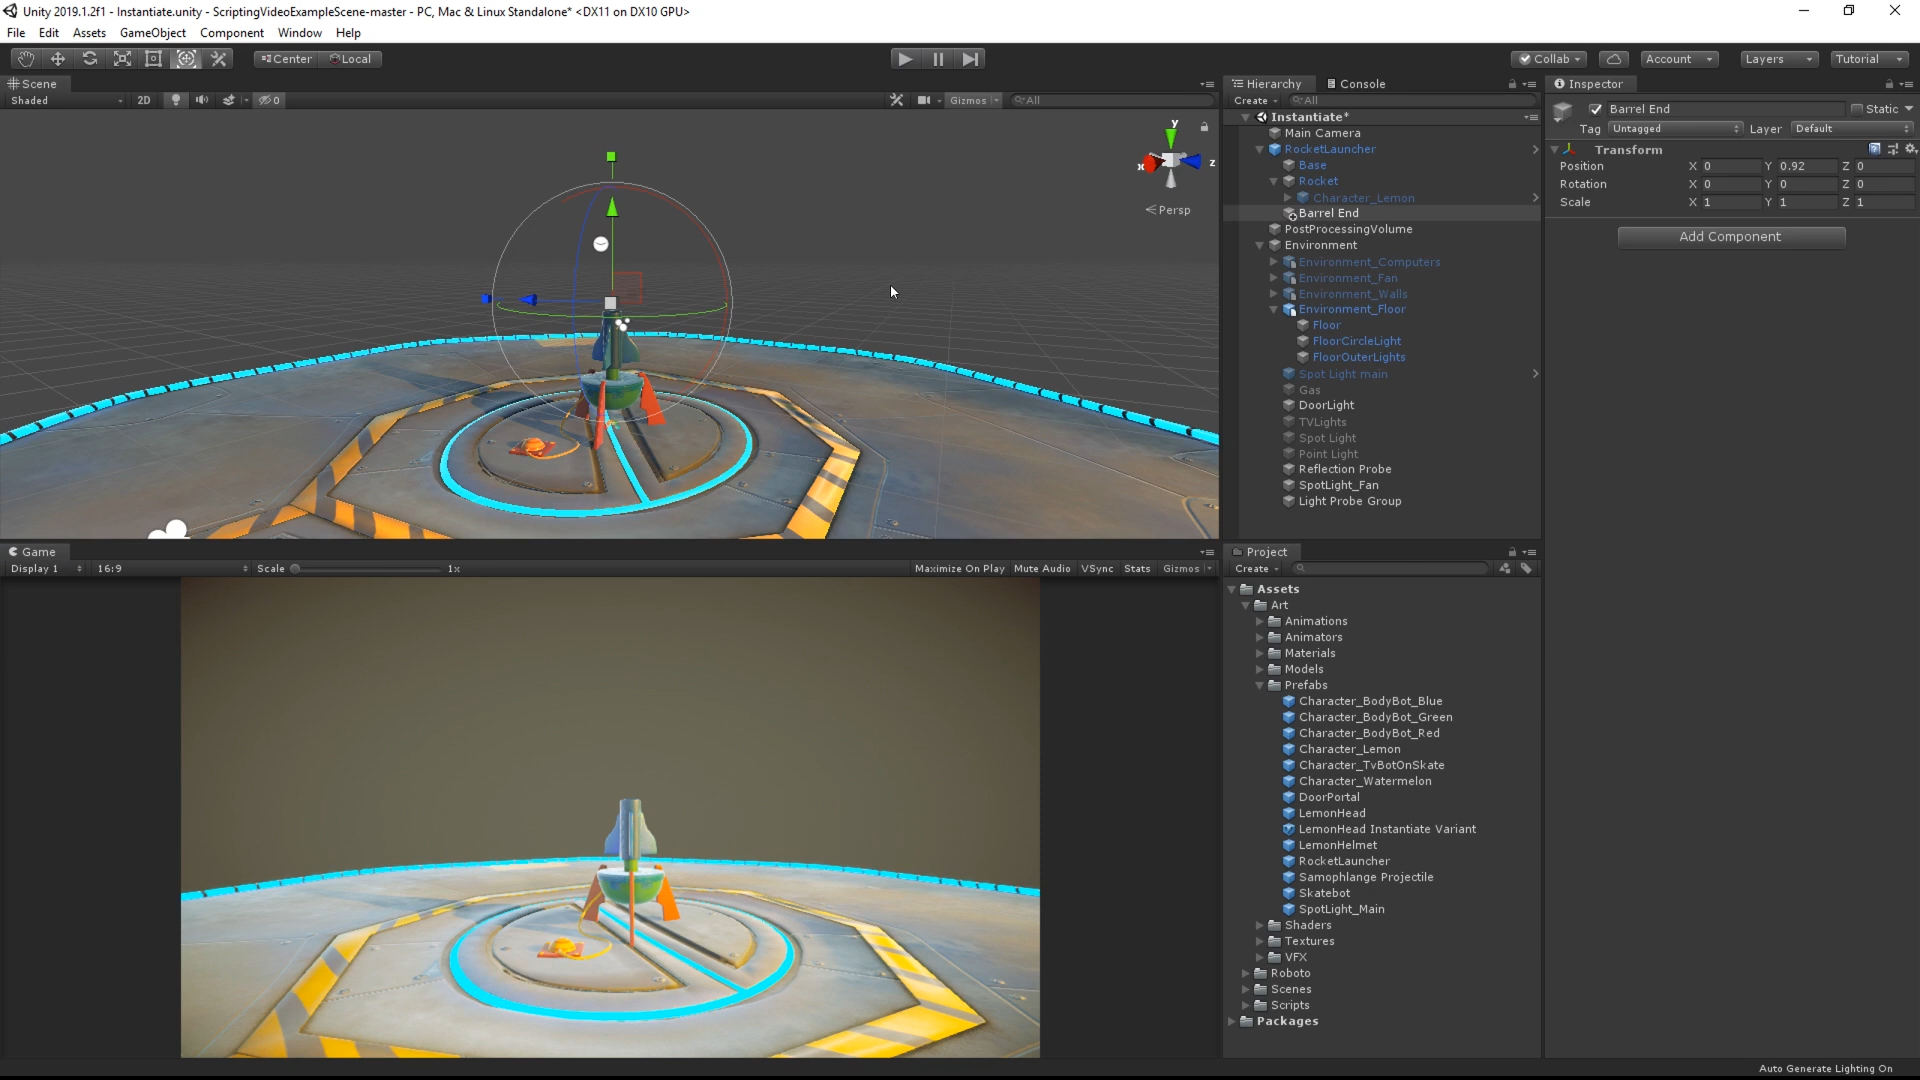 Unity 2019.1.2f1 - Instantiate.unity - ScriptingVideoExampleScene-master - PC, Mac & Linux Standalone* <DX11 on DX10 GPU>
File Edit Assets GameObject Component Window Help
Center Local Collab Account Layers Tutorial
Scene
Shaded 2D 0 Gizmos All
y
x
z
Persp
Game
Display 1 16:9 Scale 1x Maximize On Play Mute Audio VSync Stats Gizmos
Hierarchy Console
Create All
Instantiate*
Main Camera
RocketLauncher
Base
Rocket
Character_Lemon
Barrel End
PostProcessingVolume
Environment
Environment_Computers
Environment_Fan
Environment_Walls
Environment_Floor
Floor
FloorCircleLight
FloorOuterLights
Spot Light main
Gas
DoorLight
TVLights
Spot Light
Point Light
Reflection Probe
SpotLight_Fan
Light Probe Group
Project
Create
Assets
Art
Animations
Animators
Materials
Models
Prefabs
Character_BodyBot_Blue
Character_BodyBot_Green
Character_BodyBot_Red
Character_Lemon
Character_TvBotOnSkate
Character_Watermelon
DoorPortal
LemonHead
LemonHead Instantiate Variant
LemonHelmet
RocketLauncher
Samophlange Projectile
Skatebot
SpotLight_Main
Shaders
Textures
VFX
Roboto
Scenes
Scripts
Packages
Inspector
Barrel End Static
Tag Untagged Layer Default
Transform
Position X 0 Y 0.92 Z 0
Rotation X 0 Y 0 Z 0
Scale X 1 Y 1 Z 1
Add Component
Auto Generate Lighting On